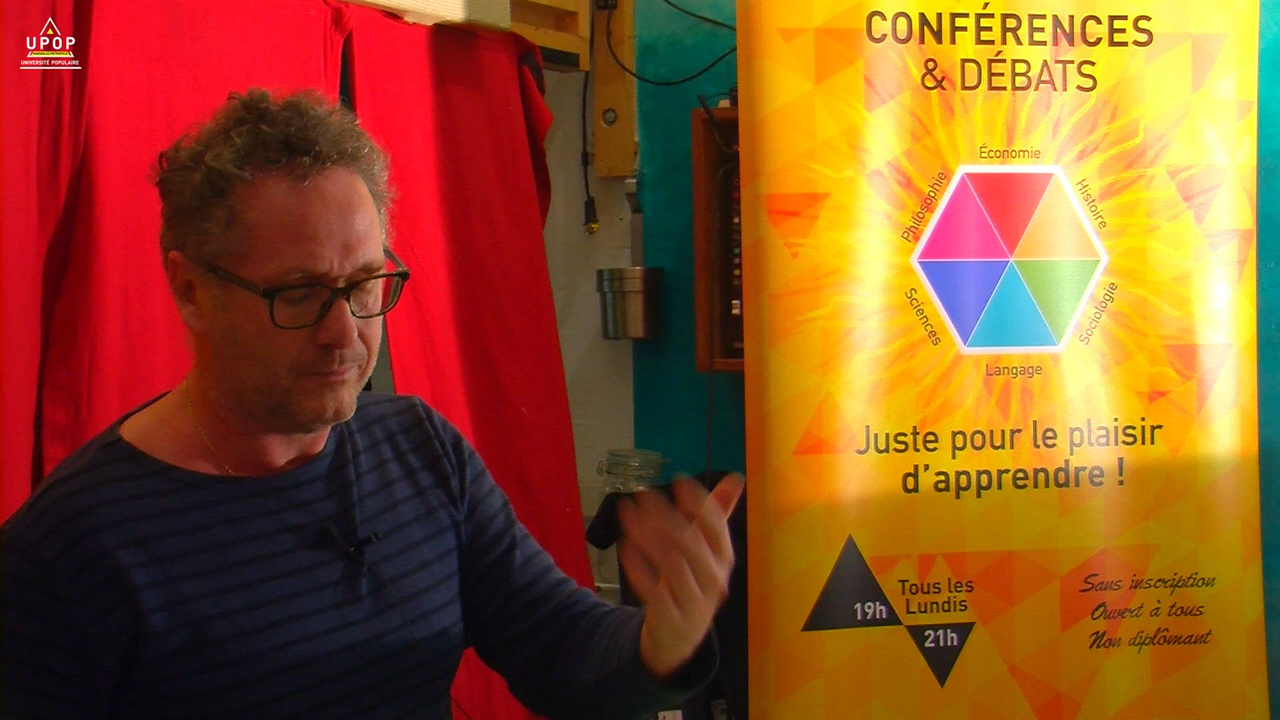 UPOP
UNIVERSITÉ POPULAIRE
CONFÉRENCES
& DÉBATS
Économie
Philosophie
Histoire
Sciences
Sociologie
Langage
Juste pour le plaisir
d'apprendre !
19h
Tous les
Lundis
21h
Sans inscription
Ouvert à tous
Non diplômant